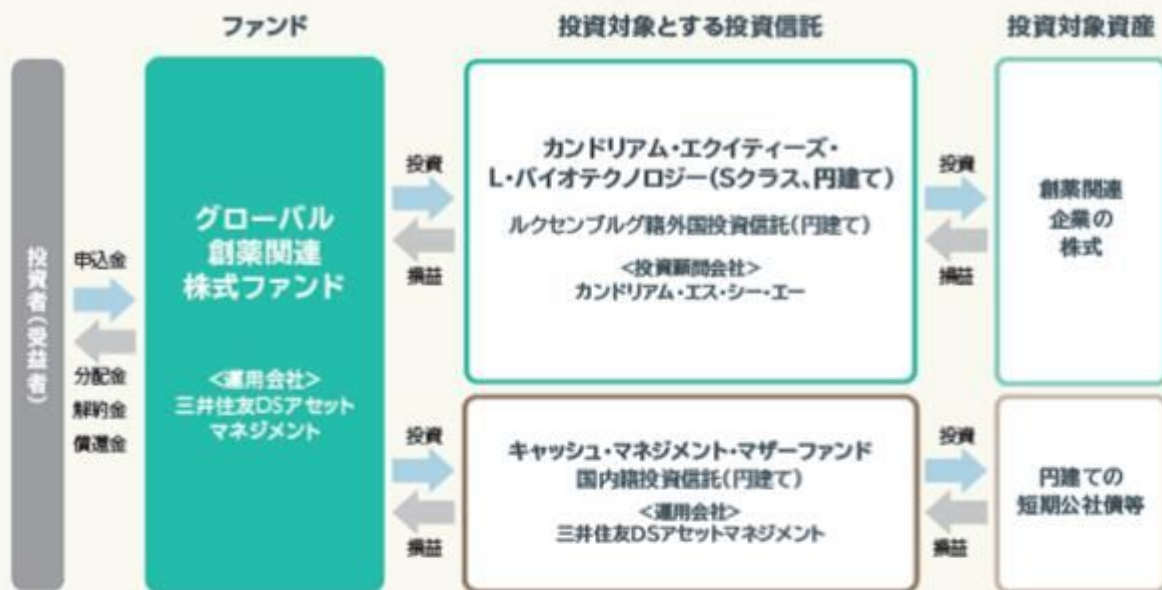 ファンド
投資対象とする投資信託
投資対象資産
投資者(受益者)
申込金
分配金
解約金
償還金
グローバル
創薬関連
株式ファンド
<運用会社>
三井住友DSアセット
マネジメント
投資
損益
カンドリアム・エクイティーズ・
L・バイオテクノロジー(Sクラス、円建て)
ルクセンブルグ籍外国投資信託(円建て)
<投資顧問会社>
カンドリアム・エス・シー・エー
投資
損益
創薬関連
企業の
株式
投資
損益
キャッシュ・マネジメント・マザーファンド
国内籍投資信託(円建て)
<運用会社>
三井住友DSアセットマネジメント
投資
損益
円建ての
短期公社債等